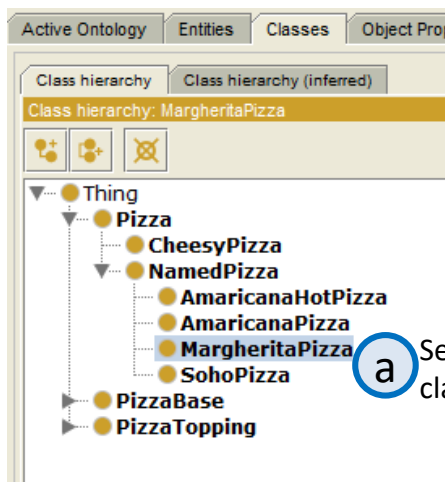 Active Ontology Entities Classes Object Prop
Class hierarchy Class hierarchy (inferred)
Class hierarchy: MargheritaPizza
Thing
Pizza
CheesyPizza
NamedPizza
AmaricanaHotPizza
AmaricanaPizza
MargheritaPizza
SohoPizza
PizzaBase
PizzaTopping
a